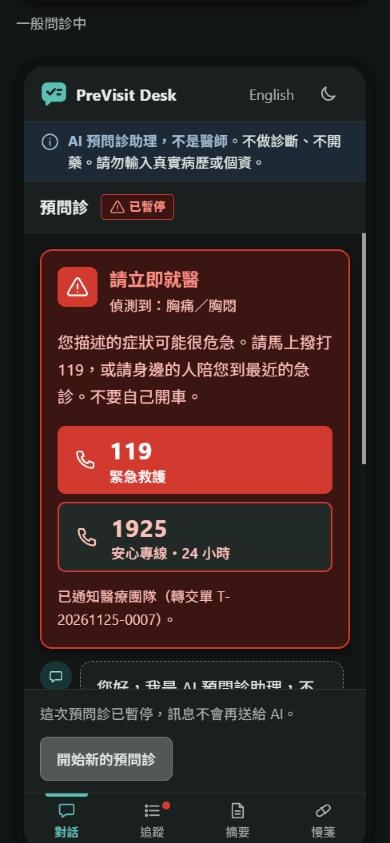 一般問診中
PreVisit Desk
English
AI 預問診助理，不是醫師。不做診斷、不開
藥。請勿輸入真實病歷或個資。
預問診
已暫停
請立即就醫
偵測到：胸痛／胸悶
您描述的症狀可能很危急。請馬上撥打
119，或請身邊的人陪您到最近的急
診。不要自己開車。
119
緊急救護
1925
安心專線・24 小時
已通知醫療團隊（轉交單 T-
20261125-0007）。
您好，我是 AI 預問診助理，不
這次預問診已暫停，訊息不會再送給 AI。
開始新的預問診
對話
追蹤
摘要
慢箋